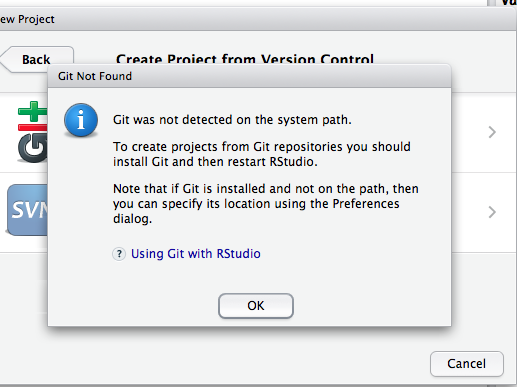 ew Project
Back
Create Project from Version Control
Git Not Found
Git was not detected on the system path.
To create projects from Git repositories you should
install Git and then restart RStudio.
Note that if Git is installed and not on the path, then
you can specify its location using the Preferences
dialog.
? Using Git with RStudio
OK
SVN
Cancel